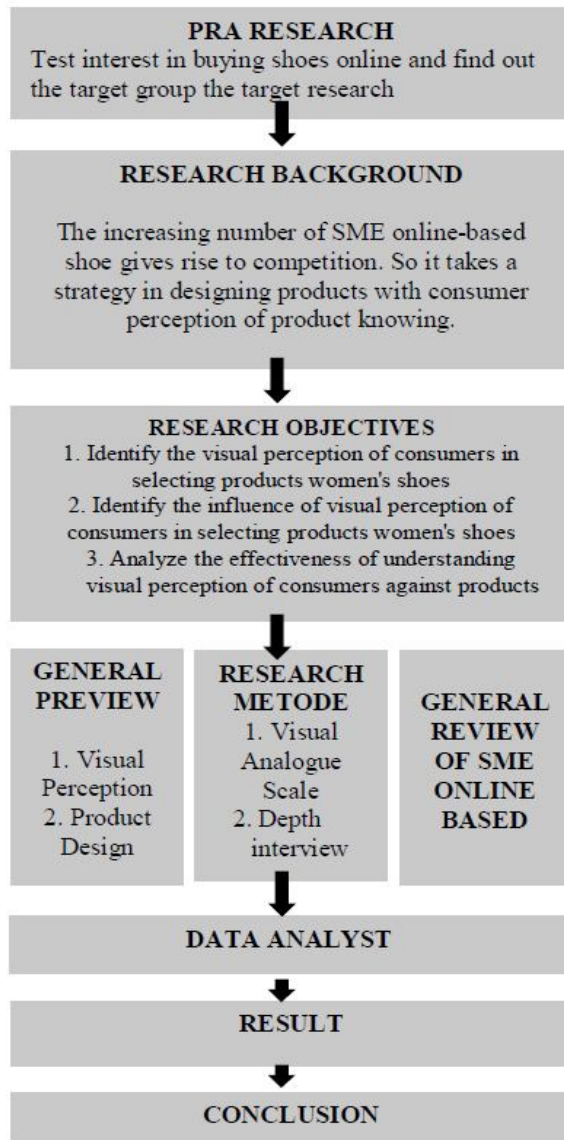 PRA RESEARCH
Test interest in buying shoes online and find out
the target group the target research
RESEARCH BACKGROUND
The increasing number of SME online-based
shoe gives rise to competition. So it takes a
strategy in designing products with consumer
perception of product knowing.
RESEARCH OBJECTIVES
1. Identify the visual perception of consumers in
selecting products women's shoes
2. Identify the influence of visual perception of
consumers in selecting products women's shoes
3. Analyze the effectiveness of understanding
visual perception of consumers against products
GENERAL
PREVIEW
1. Visual
Perception
2. Product
Design
RESEARCH
METODE
1. Visual
Analogue
Scale
2. Depth
interview
GENERAL
REVIEW
OF SME
ONLINE
BASED
DATA ANALYST
RESULT
CONCLUSION